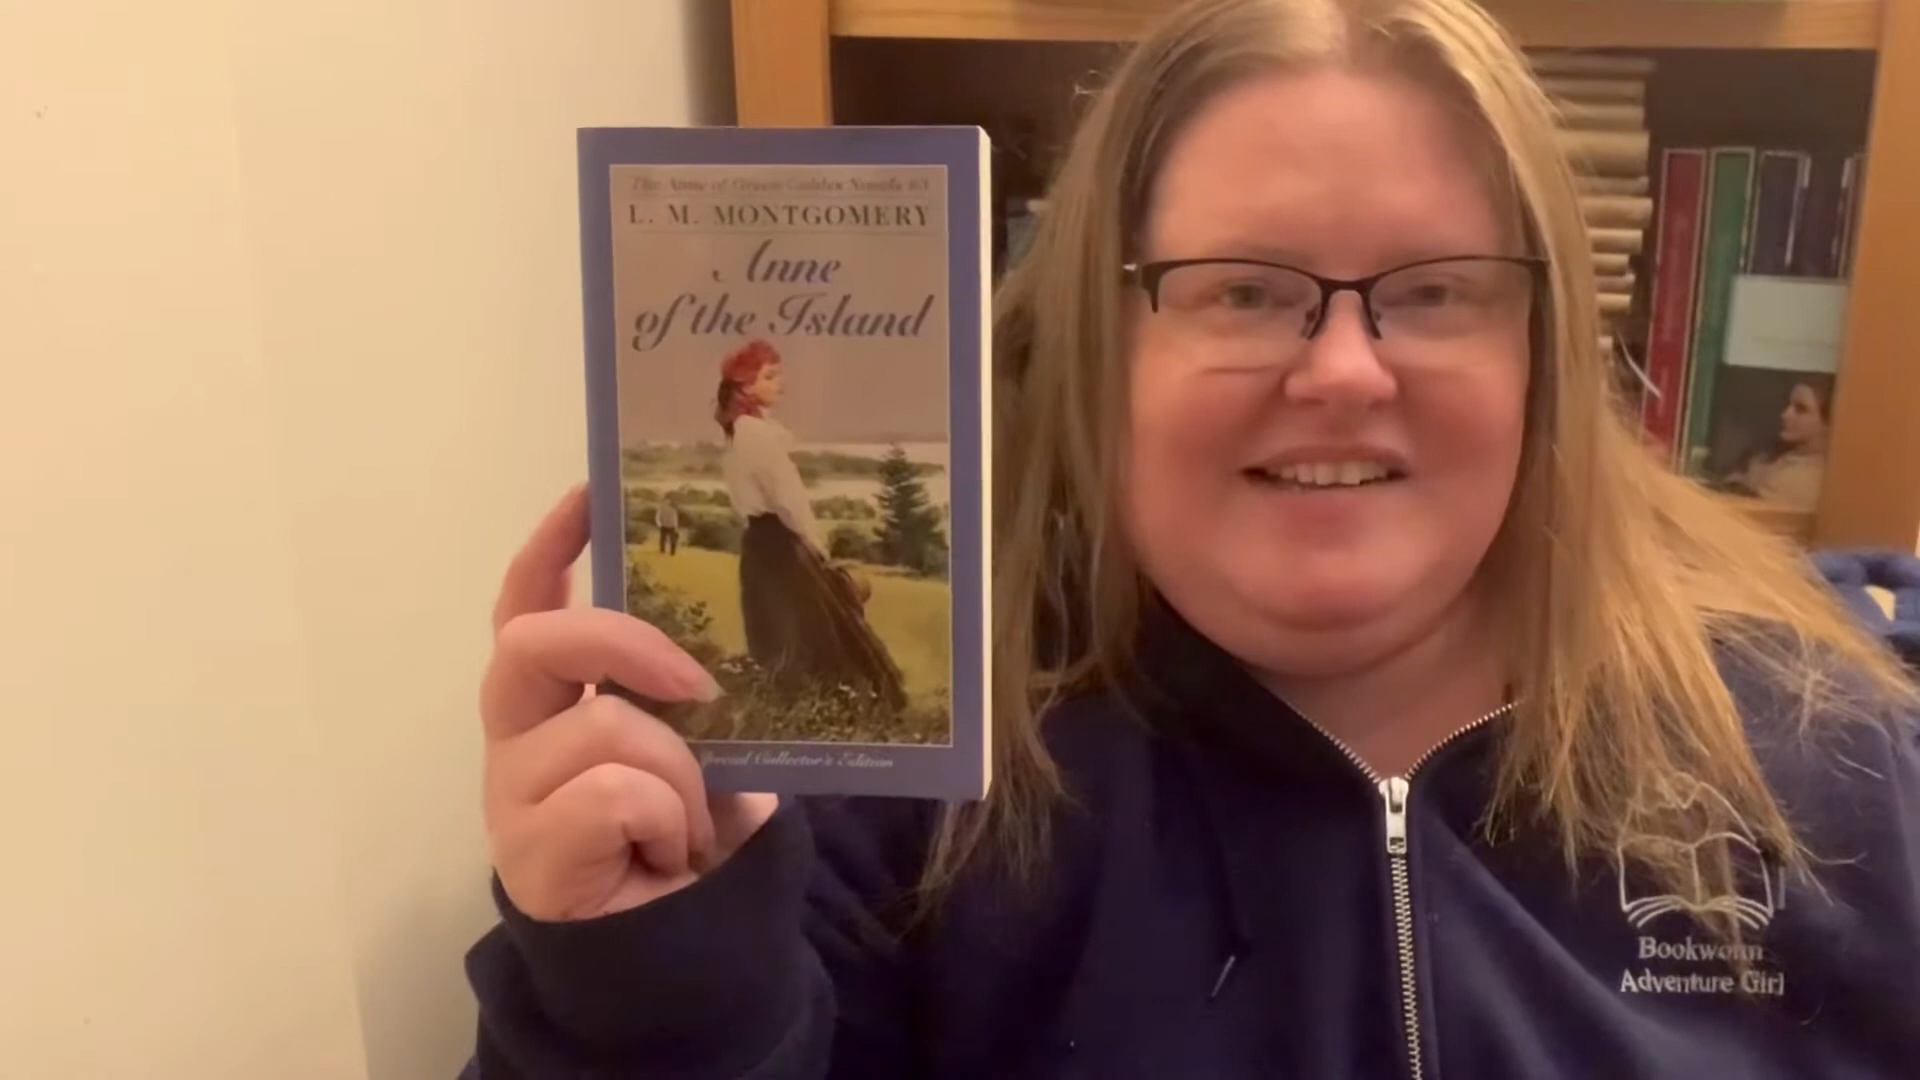 The Anne of Green Gables Novels #3
L. M. MONTGOMERY
Anne
of the Island
Special Collector's Edition
Bookworm
Adventure Girl